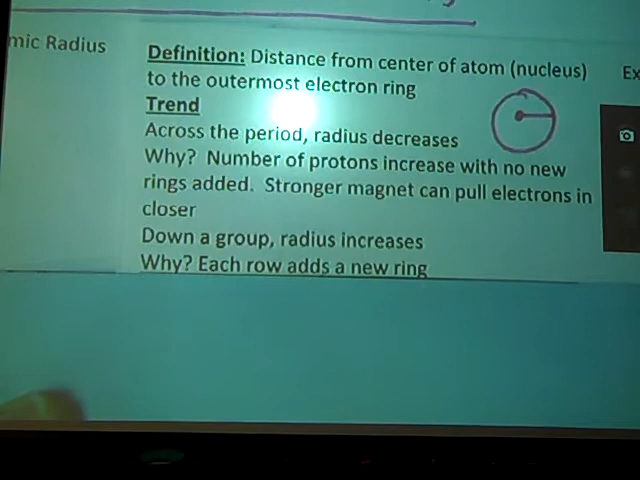 mic Radius
Definition: Distance from center of atom (nucleus)
to the outermost electron ring
Trend
Across the period, radius decreases
Why? Number of protons increase with no new
rings added. Stronger magnet can pull electrons in
closer
Down a group, radius increases
Why? Each row adds a new ring
Ex